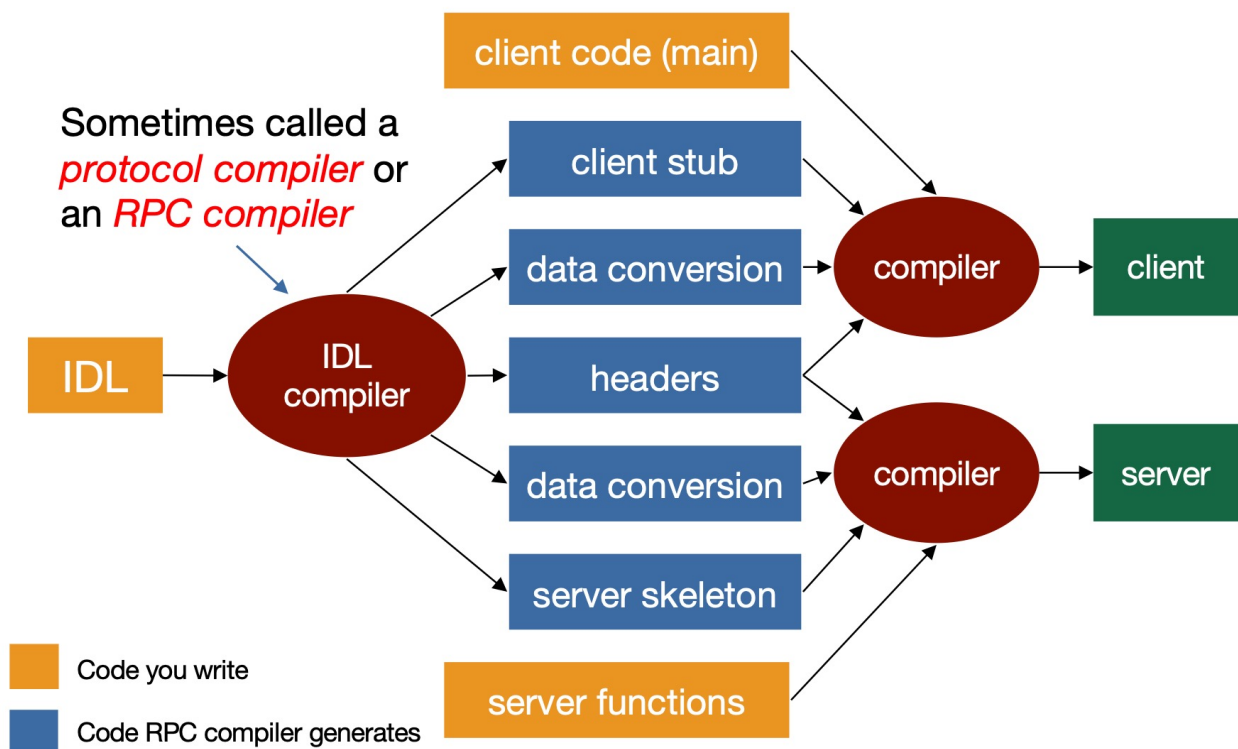 client code (main)
Sometimes called a
protocol compiler or
an RPC compiler
client stub
data conversion
compiler
client
IDL
IDL
compiler
headers
data conversion
compiler
server
server skeleton
server functions
Code you write
Code RPC compiler generates